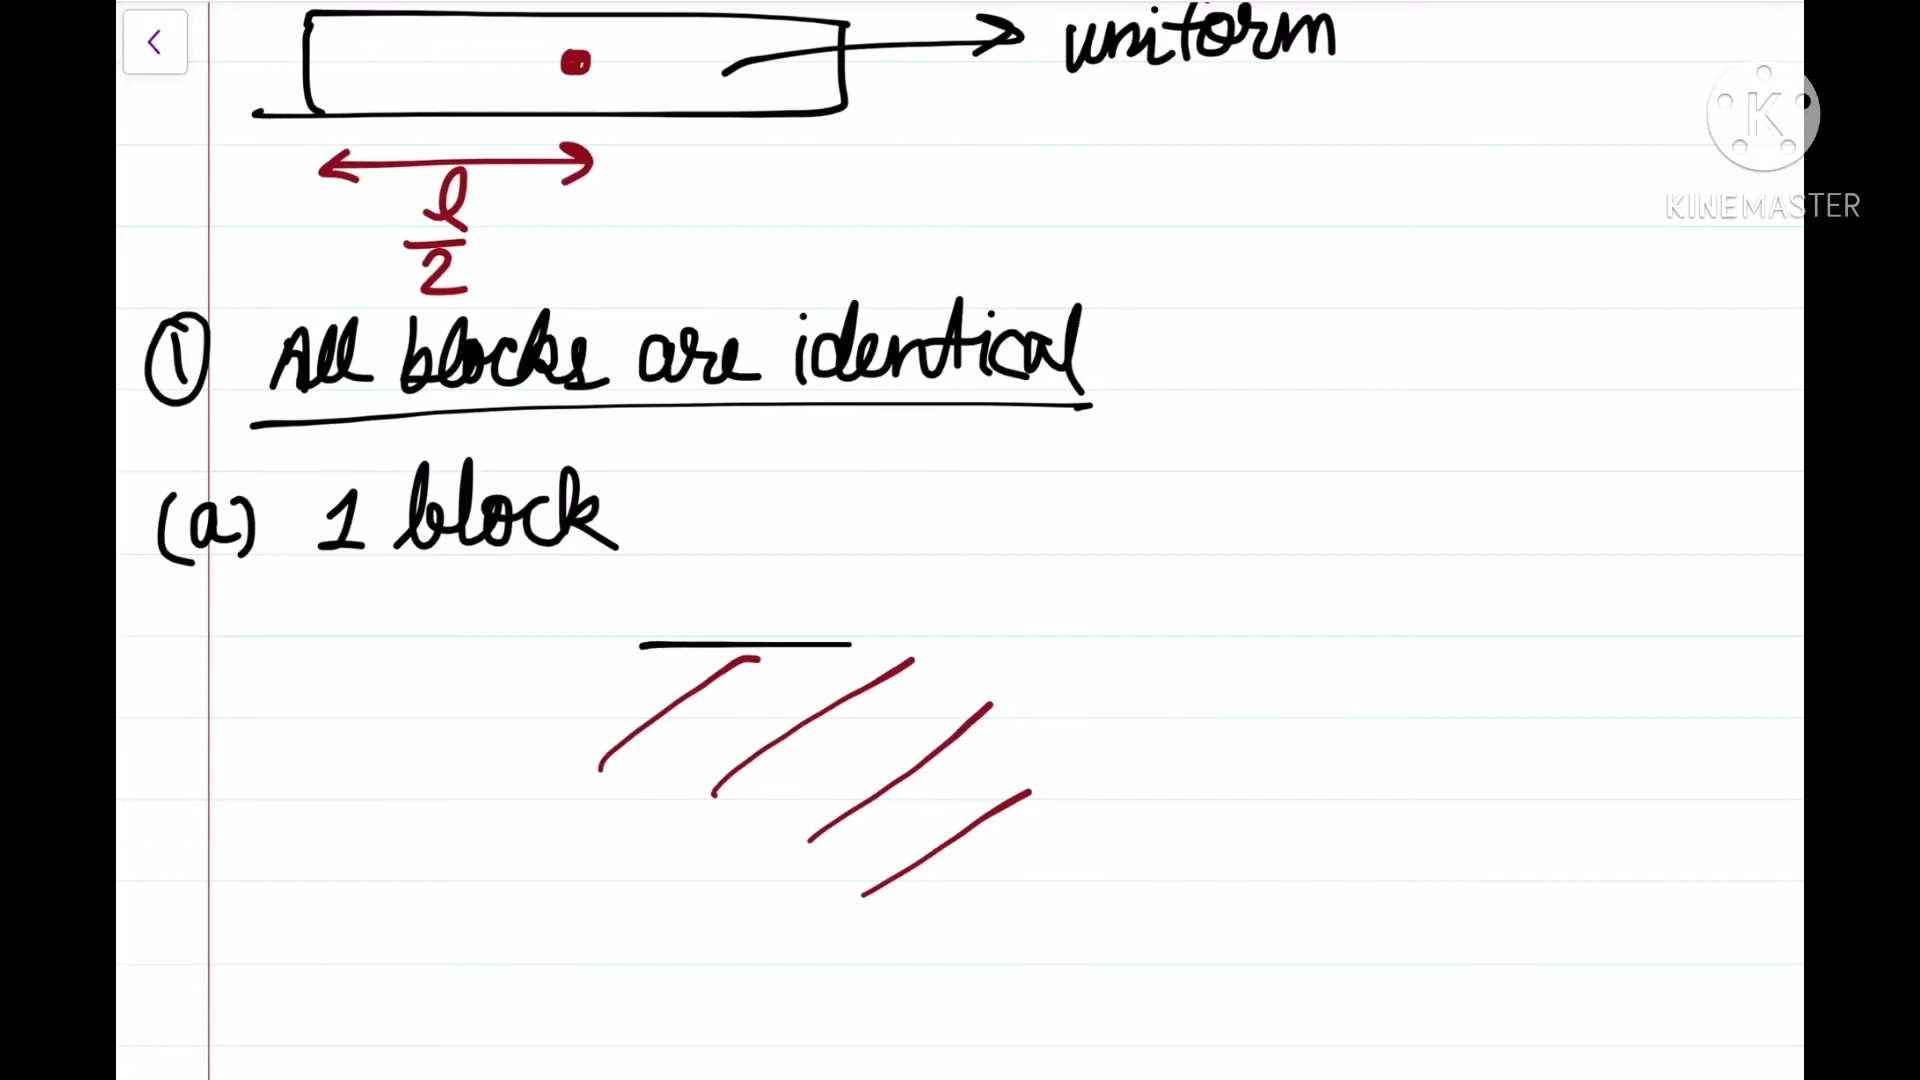 uniform
K
KINEMASTER
l
2
① All blocks are identical
(a) 1 block